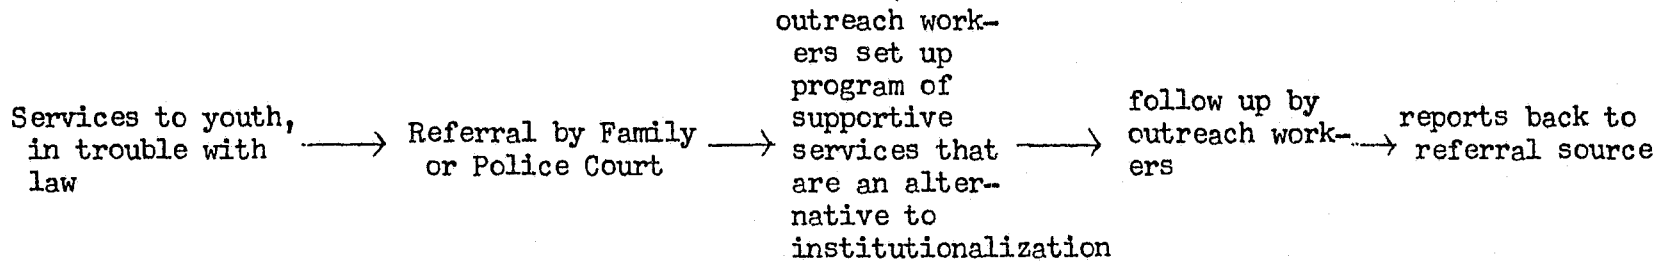 Services to youth,
in trouble with
law
Referral by Family
or Police Court
outreach work-
ers set up
program of
supportive
services that
are an alter-
native to
institutionalization
follow up by
outreach work-
ers
reports back to
referral source